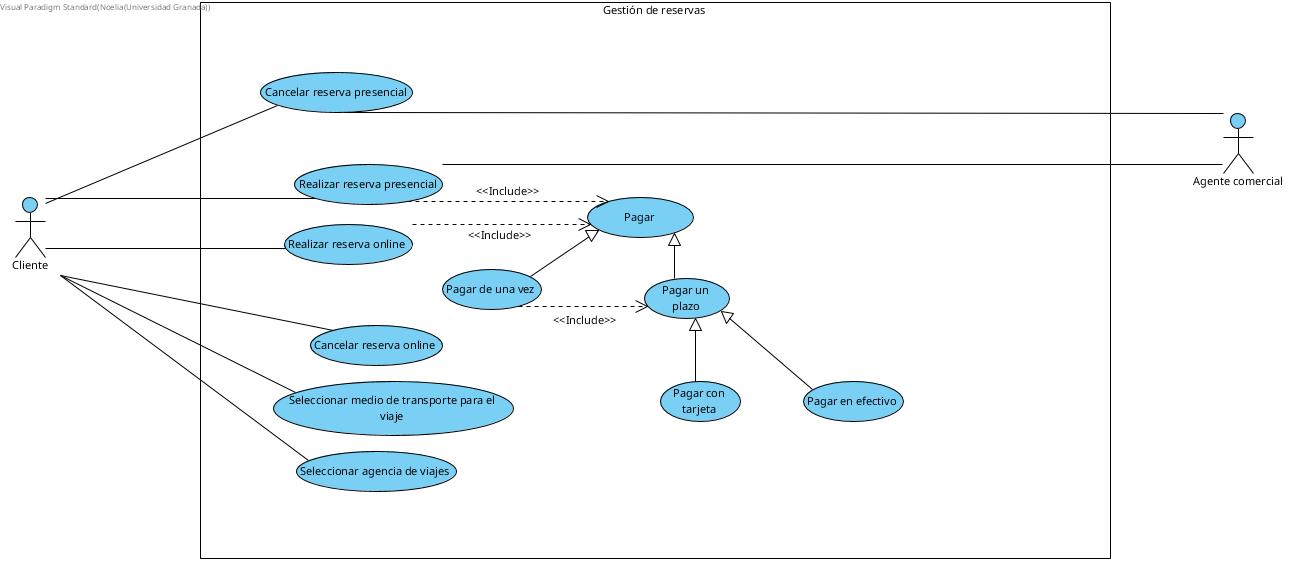 Visual Paradigm Standard(Noelia(Universidad Granada))
Gestión de reservas
Cancelar reserva presencial
Realizar reserva presencial
<<Include>>
Agente comercial
Pagar
Realizar reserva online
<<Include>>
Cliente
Pagar de una vez
Pagar un
plazo
<<Include>>
Cancelar reserva online
Seleccionar medio de transporte para el
viaje
Pagar con
tarjeta
Pagar en efectivo
Seleccionar agencia de viajes